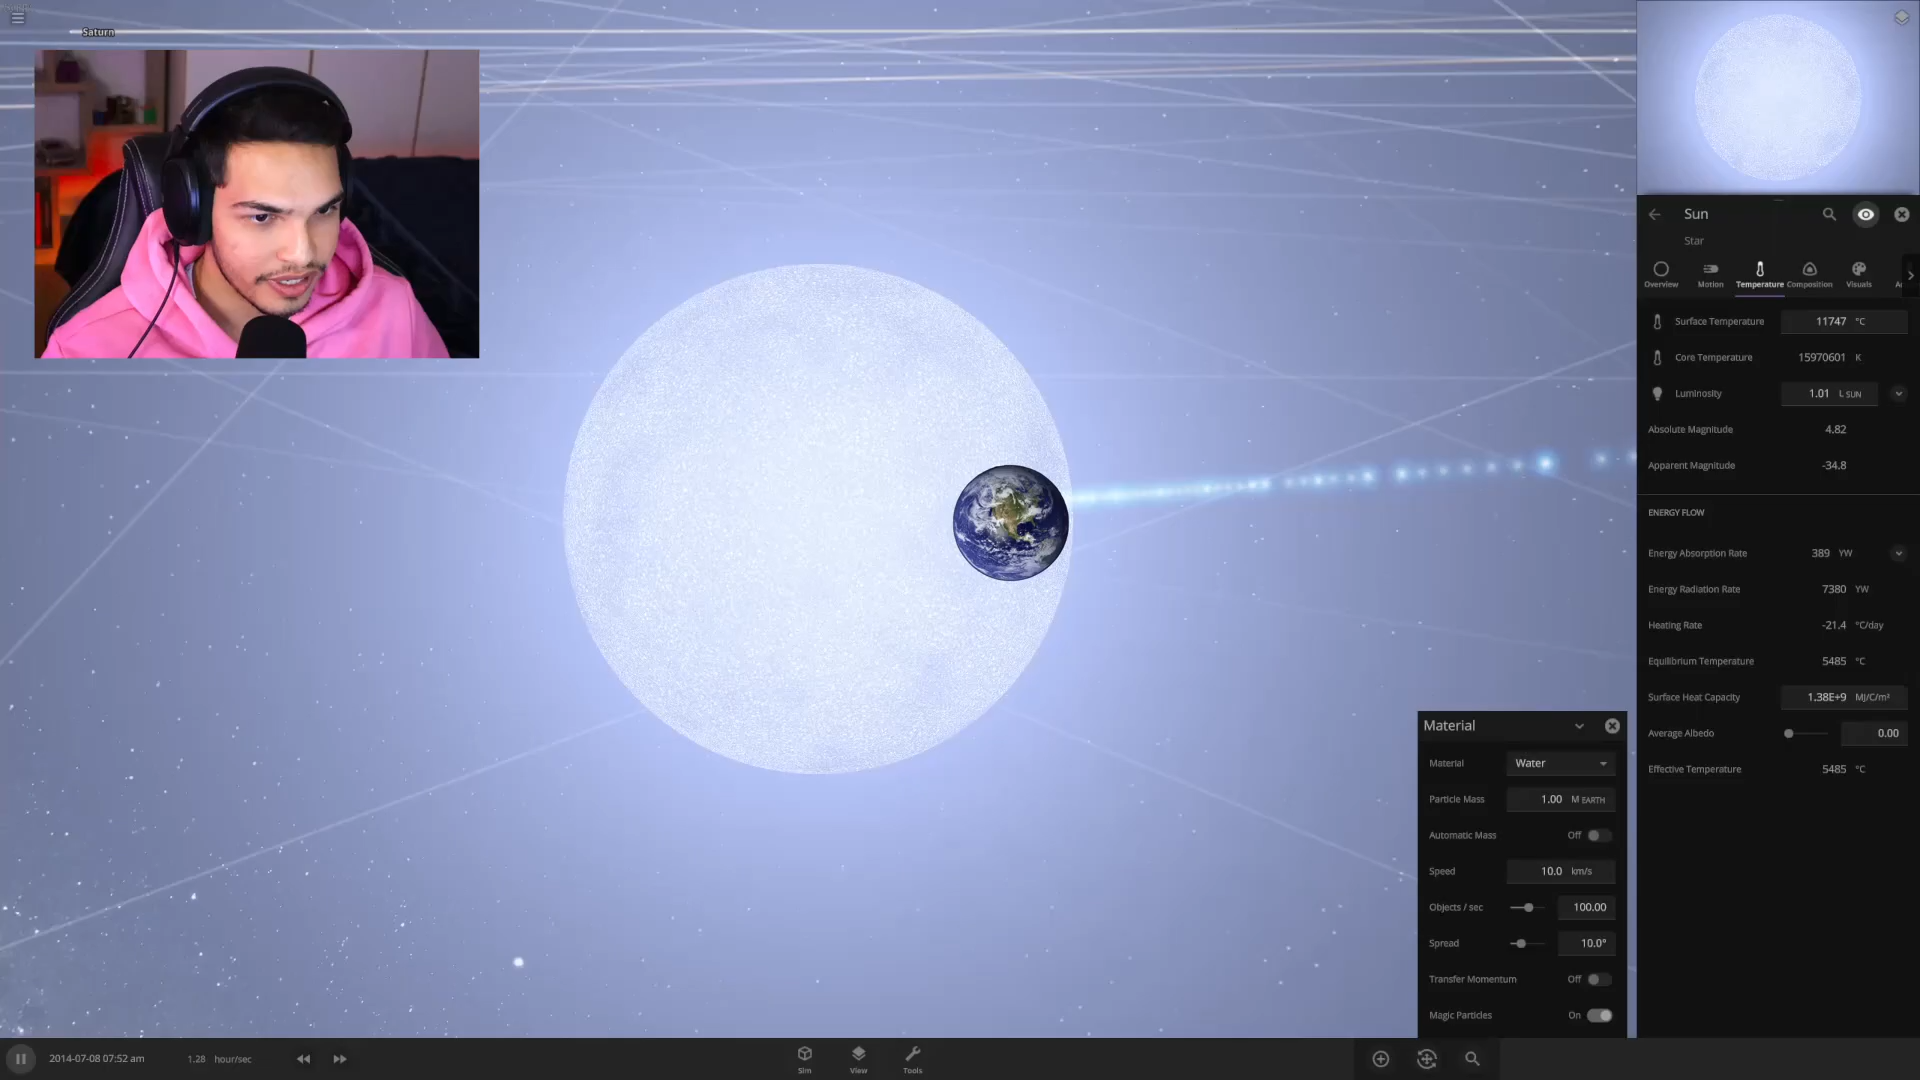 Saturn
Sun
Star
Overview Motion Temperature Composition Visuals
Surface Temperature 11747 °C
Core Temperature 15970601 K
Luminosity 1.01 L SUN
Absolute Magnitude 4.82
Apparent Magnitude -34.8
ENERGY FLOW
Energy Absorption Rate 389 YW
Energy Radiation Rate 7380 YW
Heating Rate -21.4 °C/day
Equilibrium Temperature 5485 °C
Surface Heat Capacity 1.38E+9 MJ/C/m²
Average Albedo 0.00
Effective Temperature 5485 °C
Material
Material Water
Particle Mass 1.00 M EARTH
Automatic Mass Off
Speed 10.0 km/s
Objects / sec 100.00
Spread 10.0°
Transfer Momentum Off
Magic Particles On
2014-07-08 07:52 am 1.28 hour/sec
Sim View Tools